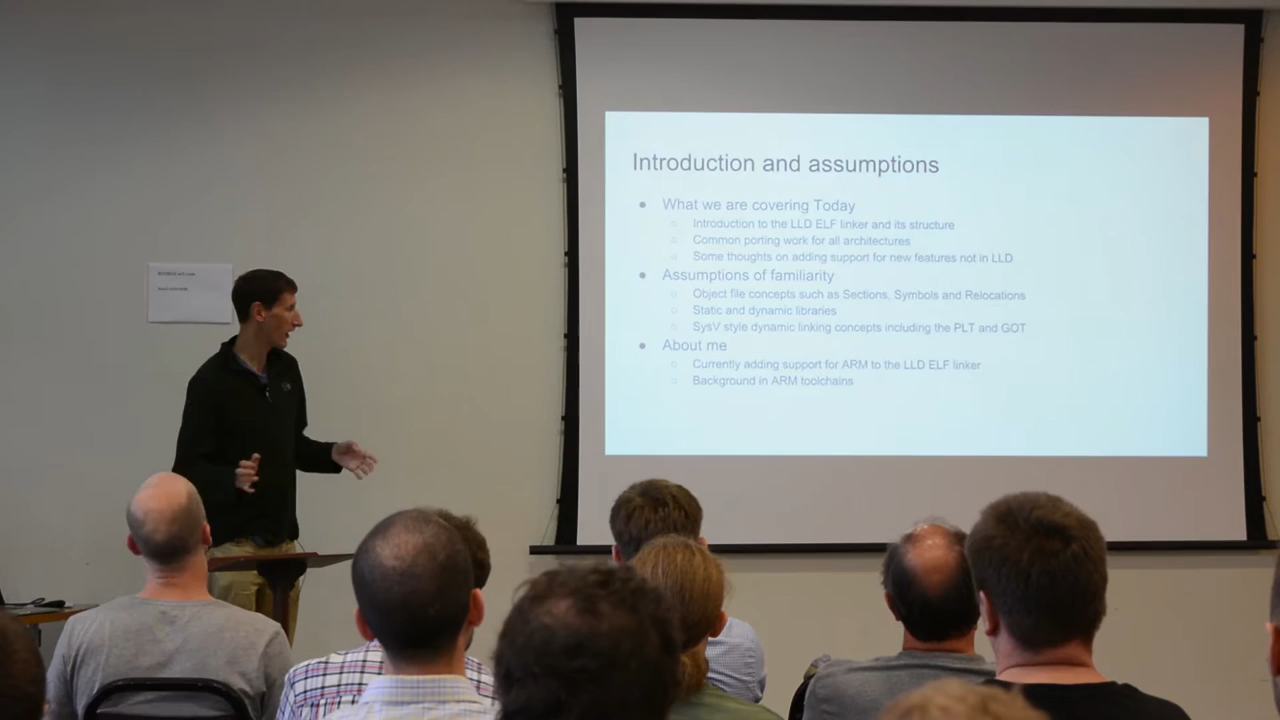 Introduction and assumptions
● What we are covering Today
○ Introduction to the LLD ELF linker and its structure
○ Common porting work for all architectures
○ Some thoughts on adding support for new features not in LLD
● Assumptions of familiarity
○ Object file concepts such as Sections, Symbols and Relocations
○ Static and dynamic libraries
○ SysV style dynamic linking concepts including the PLT and GOT
● About me
○ Currently adding support for ARM to the LLD ELF linker
○ Background in ARM toolchains